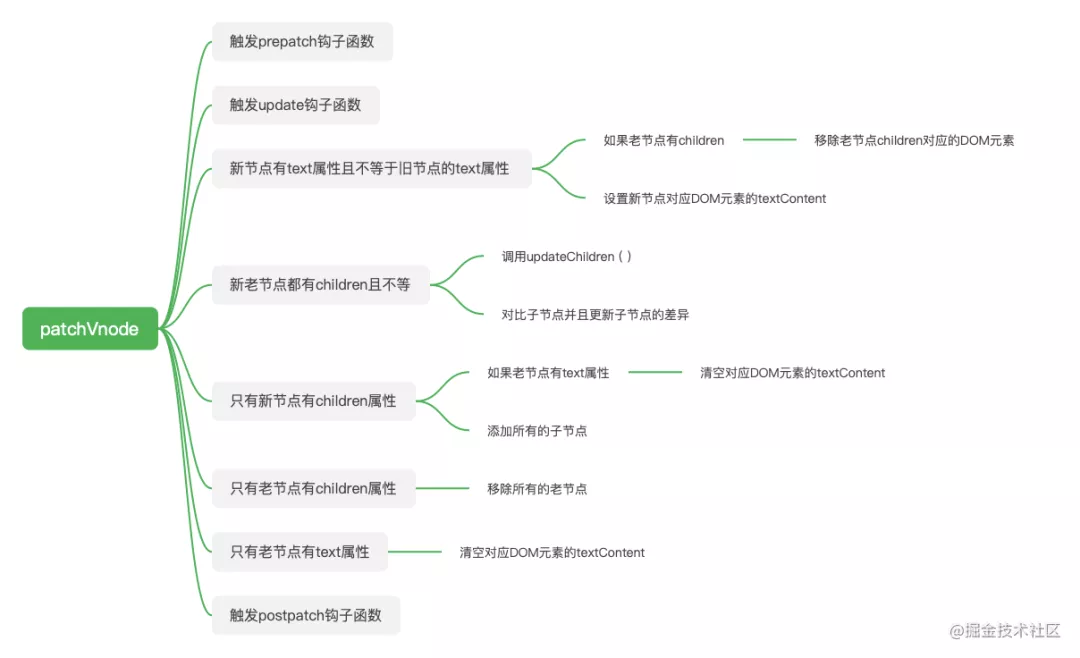 patchVnode
触发prepatch钩子函数
触发update钩子函数
新节点有text属性且不等于旧节点的text属性
如果老节点有children
移除老节点children对应的DOM元素
设置新节点对应DOM元素的textContent
新老节点都有children且不等
调用updateChildren ( )
对比子节点并且更新子节点的差异
只有新节点有children属性
如果老节点有text属性
清空对应DOM元素的textContent
添加所有的子节点
只有老节点有children属性
移除所有的老节点
只有老节点有text属性
清空对应DOM元素的textContent
触发postpatch钩子函数
@掘金技术社区